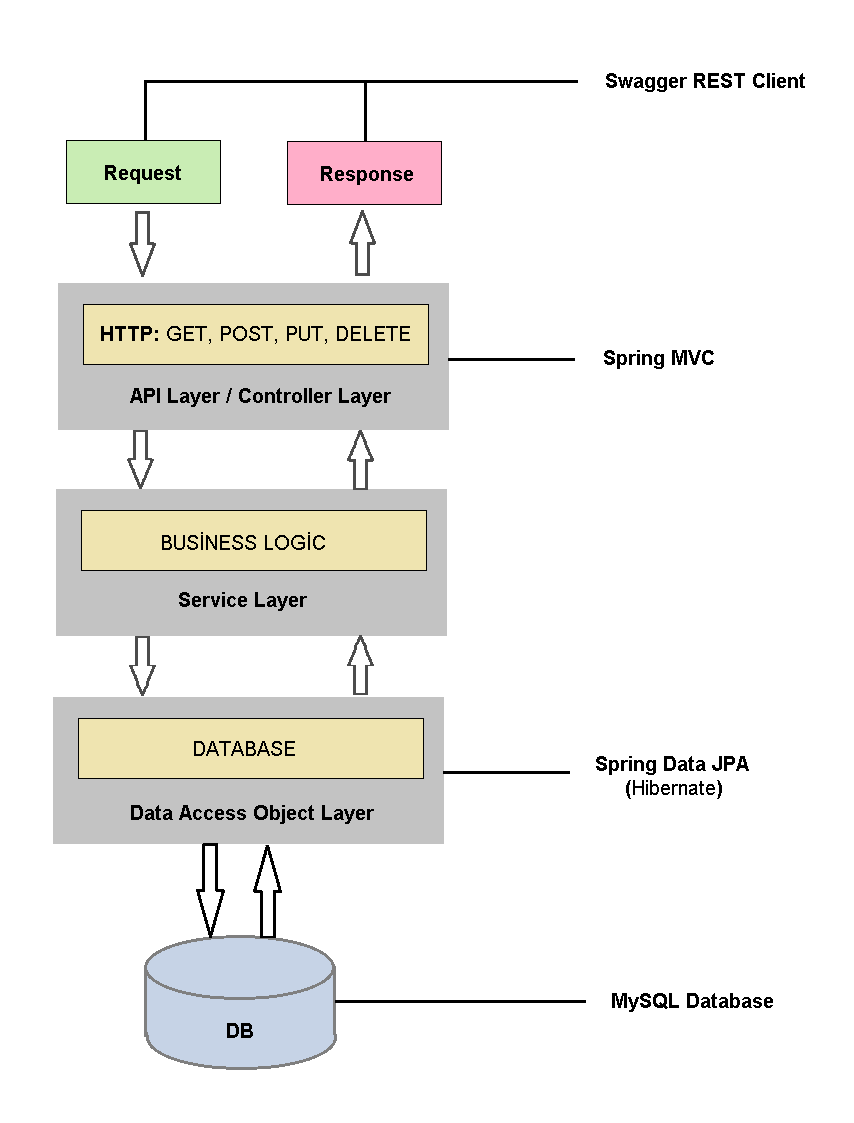 Swagger REST Client
Request
Response
HTTP: GET, POST, PUT, DELETE
API Layer / Controller Layer
Spring MVC
BUSİNESS LOGİC
Service Layer
DATABASE
Data Access Object Layer
Spring Data JPA
(Hibernate)
DB
MySQL Database